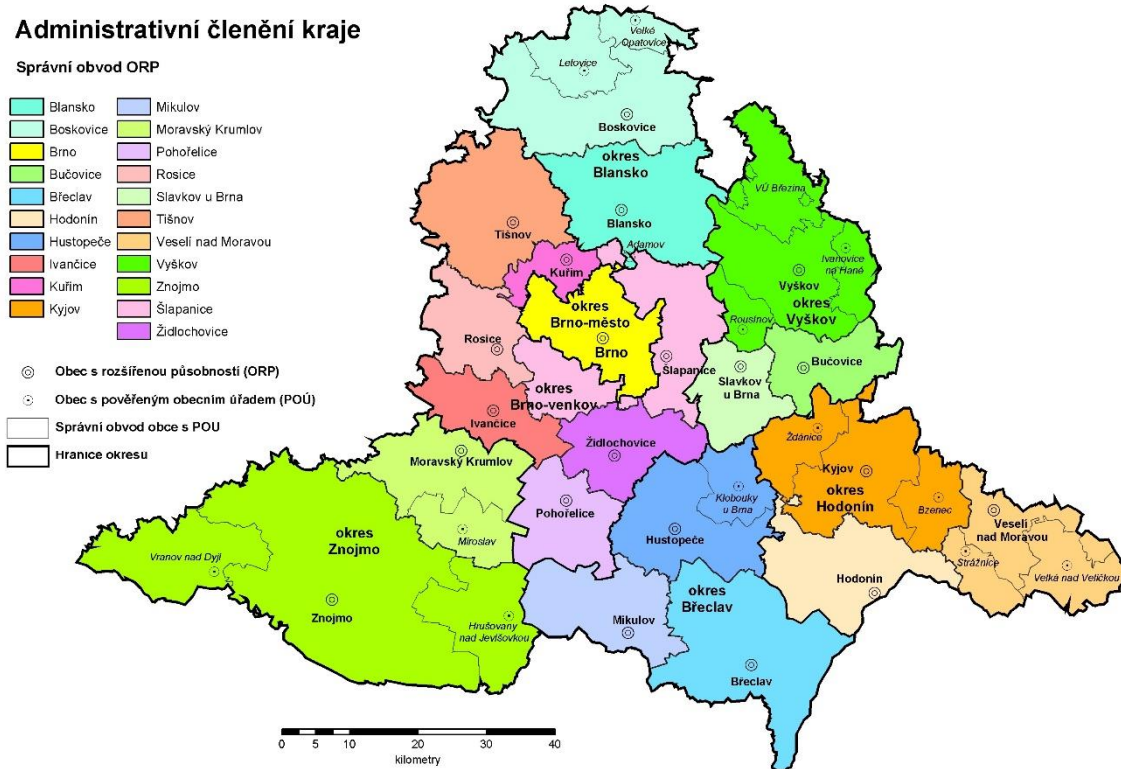 Administrativní členění kraje
Správní obvod ORP
Blansko
Boskovice
Brno
Bučovice
Břeclav
Hodonín
Hustopeče
Ivančice
Kuřim
Kyjov
Mikulov
Moravský Krumlov
Pohořelice
Rosice
Slavkov u Brna
Tišnov
Veselí nad Moravou
Vyškov
Znojmo
Šlapanice
Židlochovice
Obec s rozšířenou působností (ORP)
Obec s pověřeným obecním úřadem (POÚ)
Správní obvod obce s POU
Hranice okresu
Velké
Opatovice
Letovice
Boskovice
okres
Blansko
Blansko
Adamov
VÚ Březina
Ivanovice
na Hané
Vyškov
okres
Vyškov
Rousínov
Tišnov
Kuřim
okres
Brno-město
Brno
Rosice
Šlapanice
Slavkov
u Brna
Bučovice
okres
Brno-venkov
Ivančice
Židlochovice
Ždánice
Kyjov
okres
Hodonín
Bzenec
Moravský Krumlov
Miroslav
Pohořelice
Klobouky
u Brna
Hustopeče
Veselí
nad Moravou
Strážnice
Velká nad Veličkou
okres
Znojmo
Vranov nad Dyjí
Znojmo
Hrušovany
nad Jevišovkou
Mikulov
okres
Břeclav
Břeclav
Hodonín
0 5 10 20 30 40
kilometry